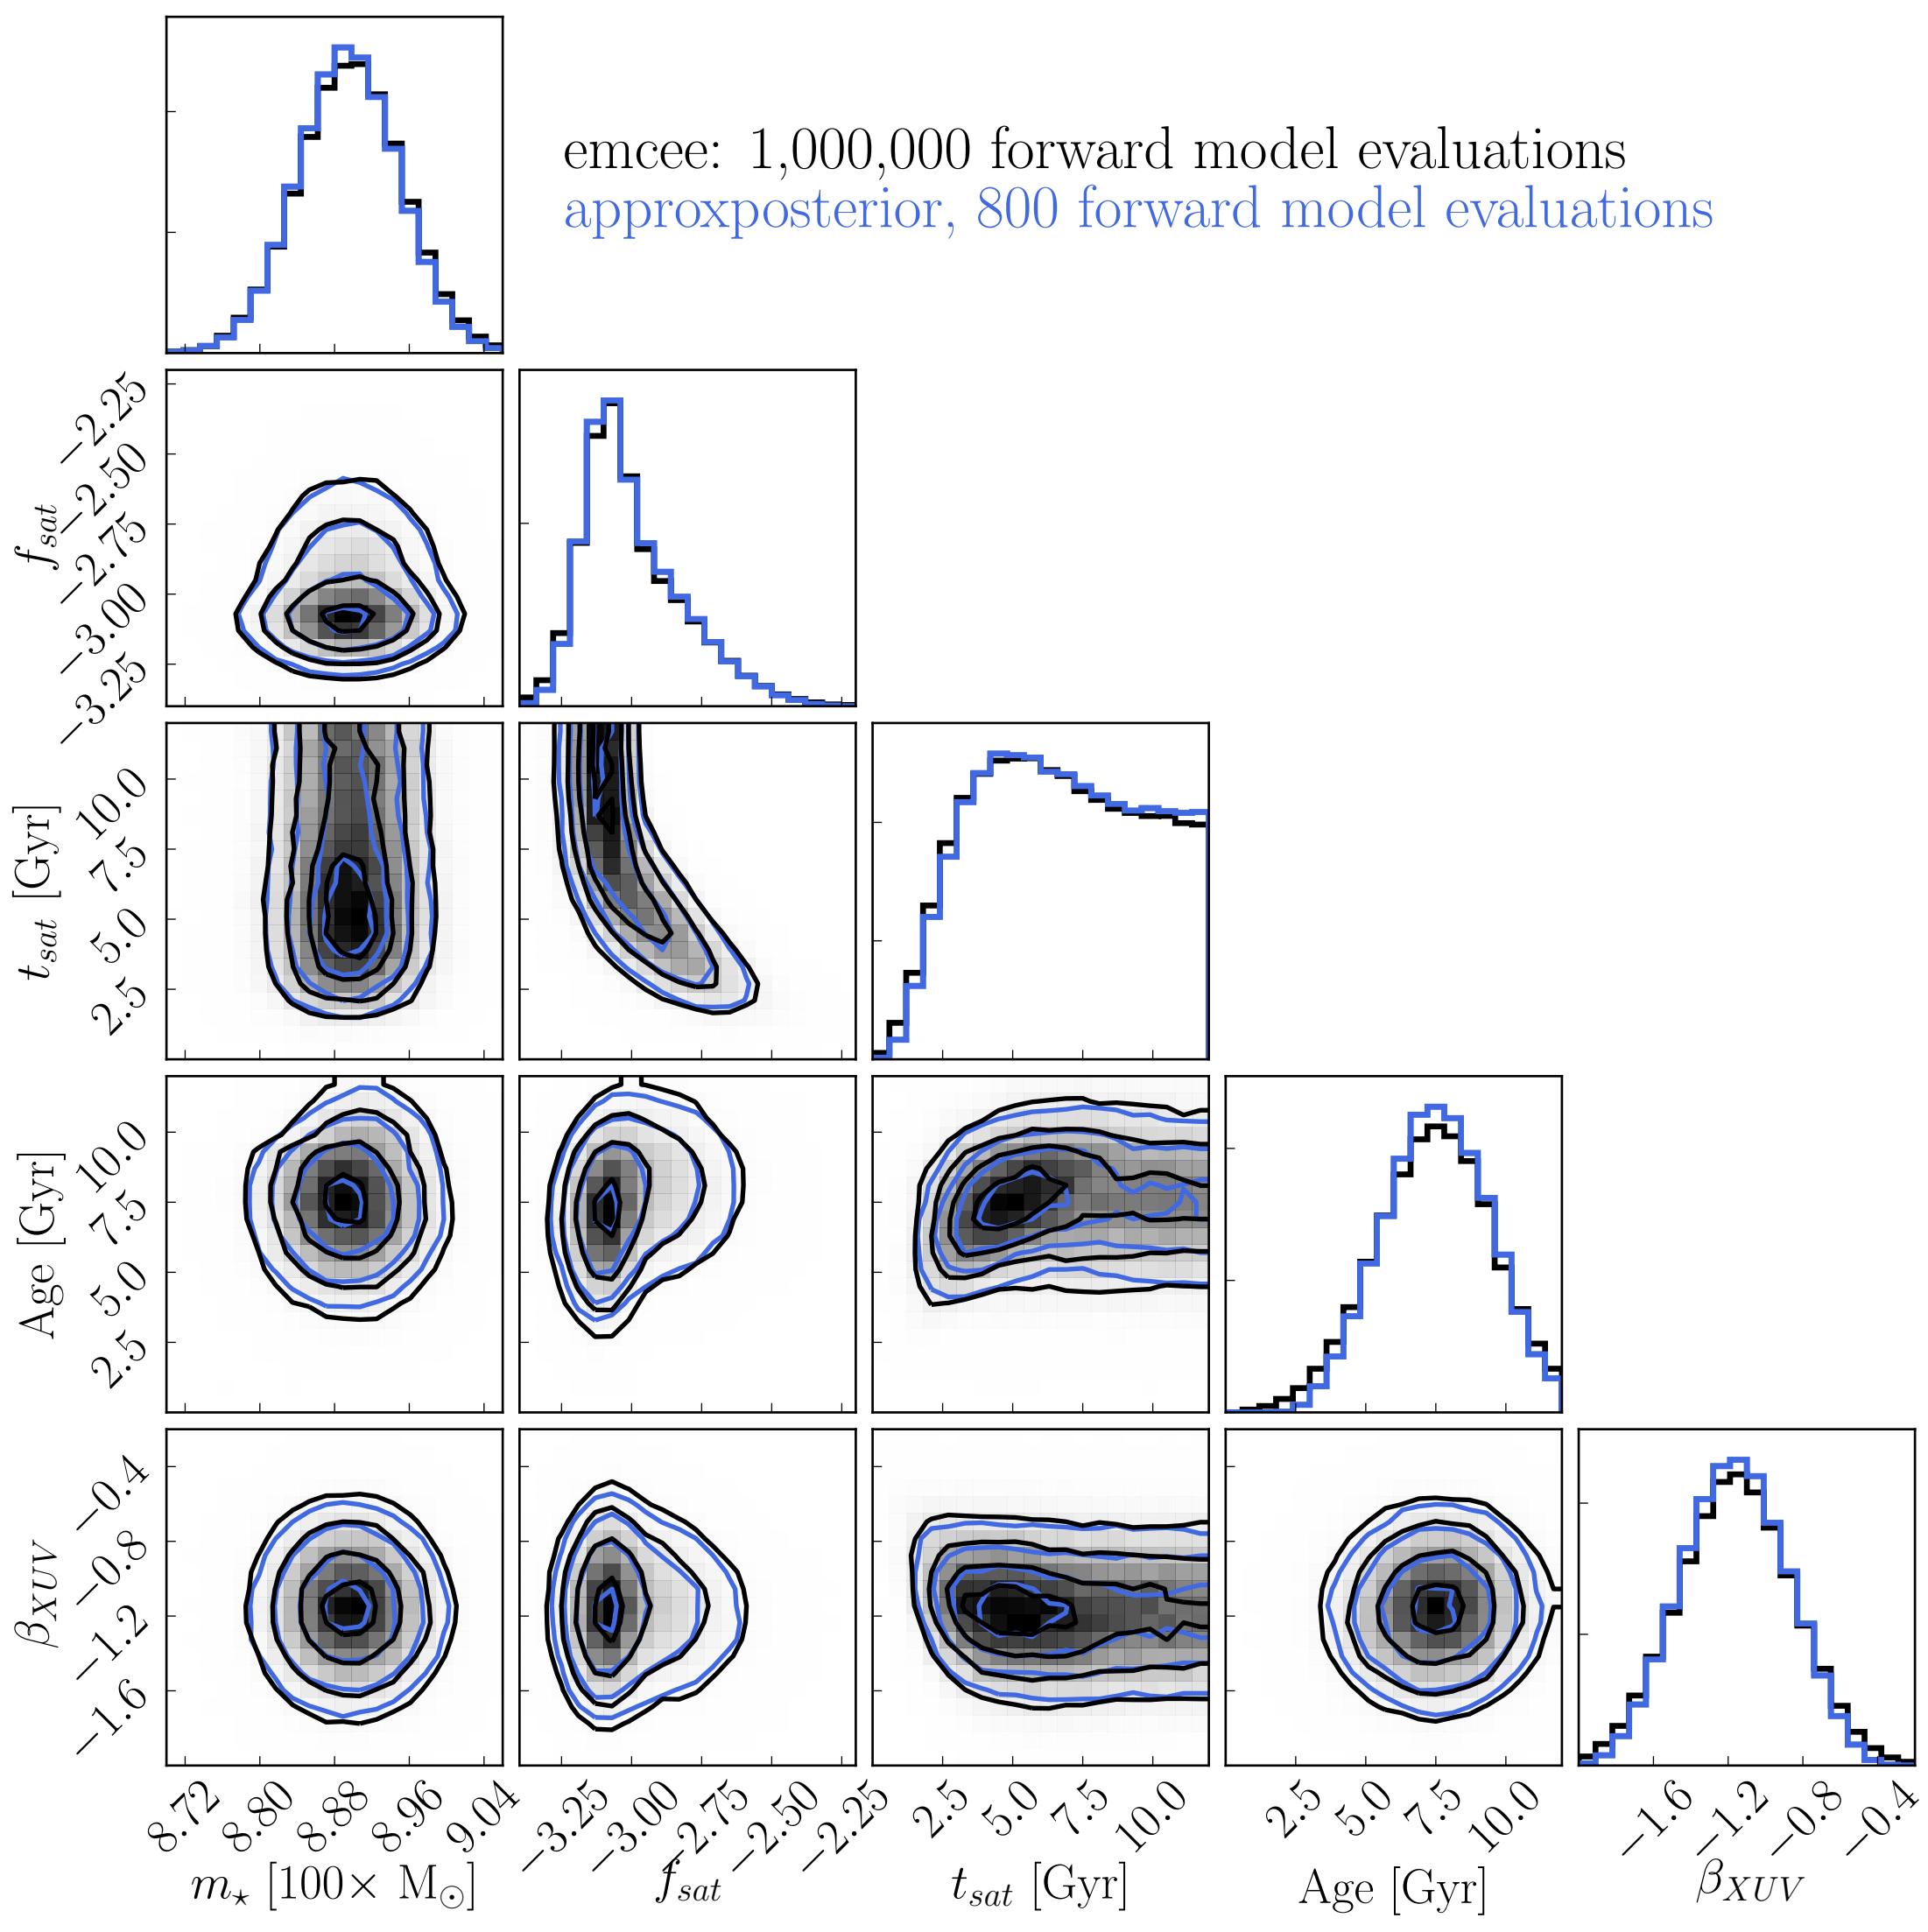 emcee: 1,000,000 forward model evaluations
approxposterior, 800 forward model evaluations
f_sat
−2.25
−2.50
−2.75
−3.00
−3.25
t_sat [Gyr]
10.0
7.5
5.0
2.5
Age [Gyr]
10.0
7.5
5.0
2.5
β_XUV
−0.4
−0.8
−1.2
−1.6
8.72 8.80 8.88 8.96 9.04
−3.25 −3.00 −2.75 −2.50 −2.25
2.5 5.0 7.5 10.0
2.5 5.0 7.5 10.0
−1.6 −1.2 −0.8 −0.4
m⋆ [100× M⊙]
f_sat
t_sat [Gyr]
Age [Gyr]
β_XUV